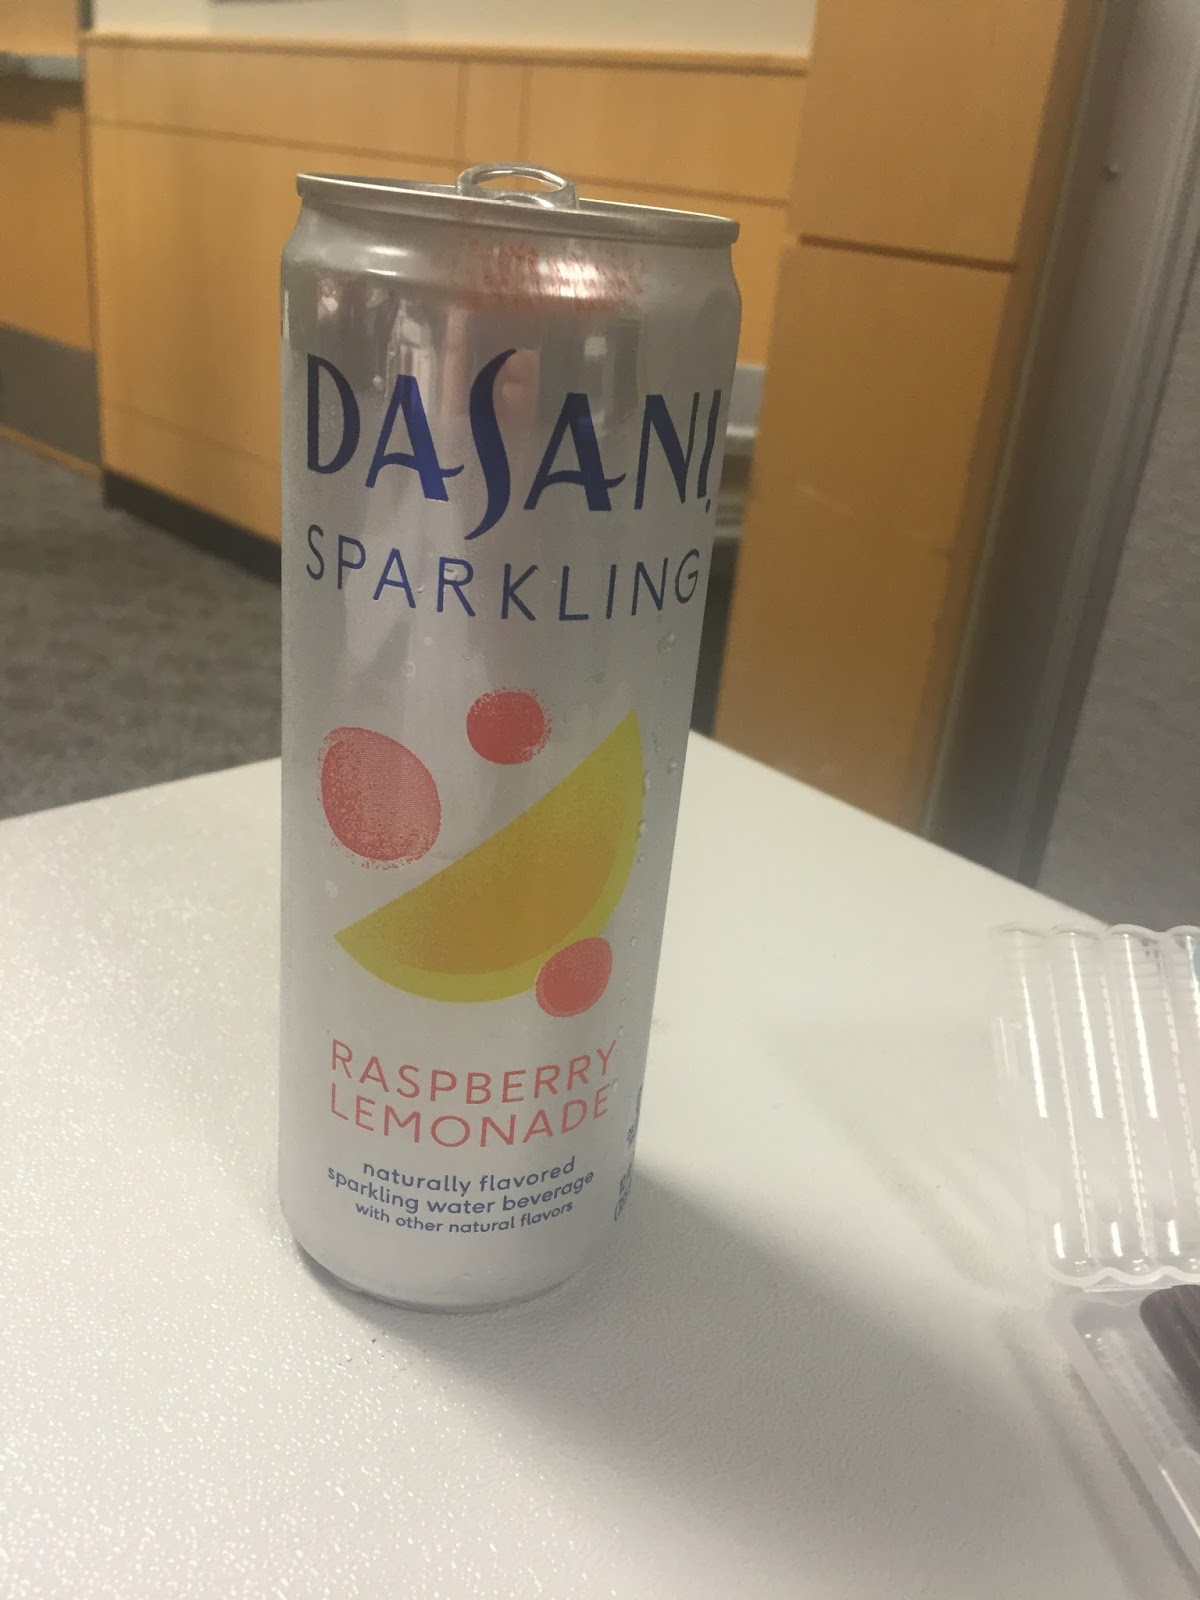 DASANI
SPARKLING
RASPBERRY
LEMONADE
naturally flavored
sparkling water beverage
with other natural flavors